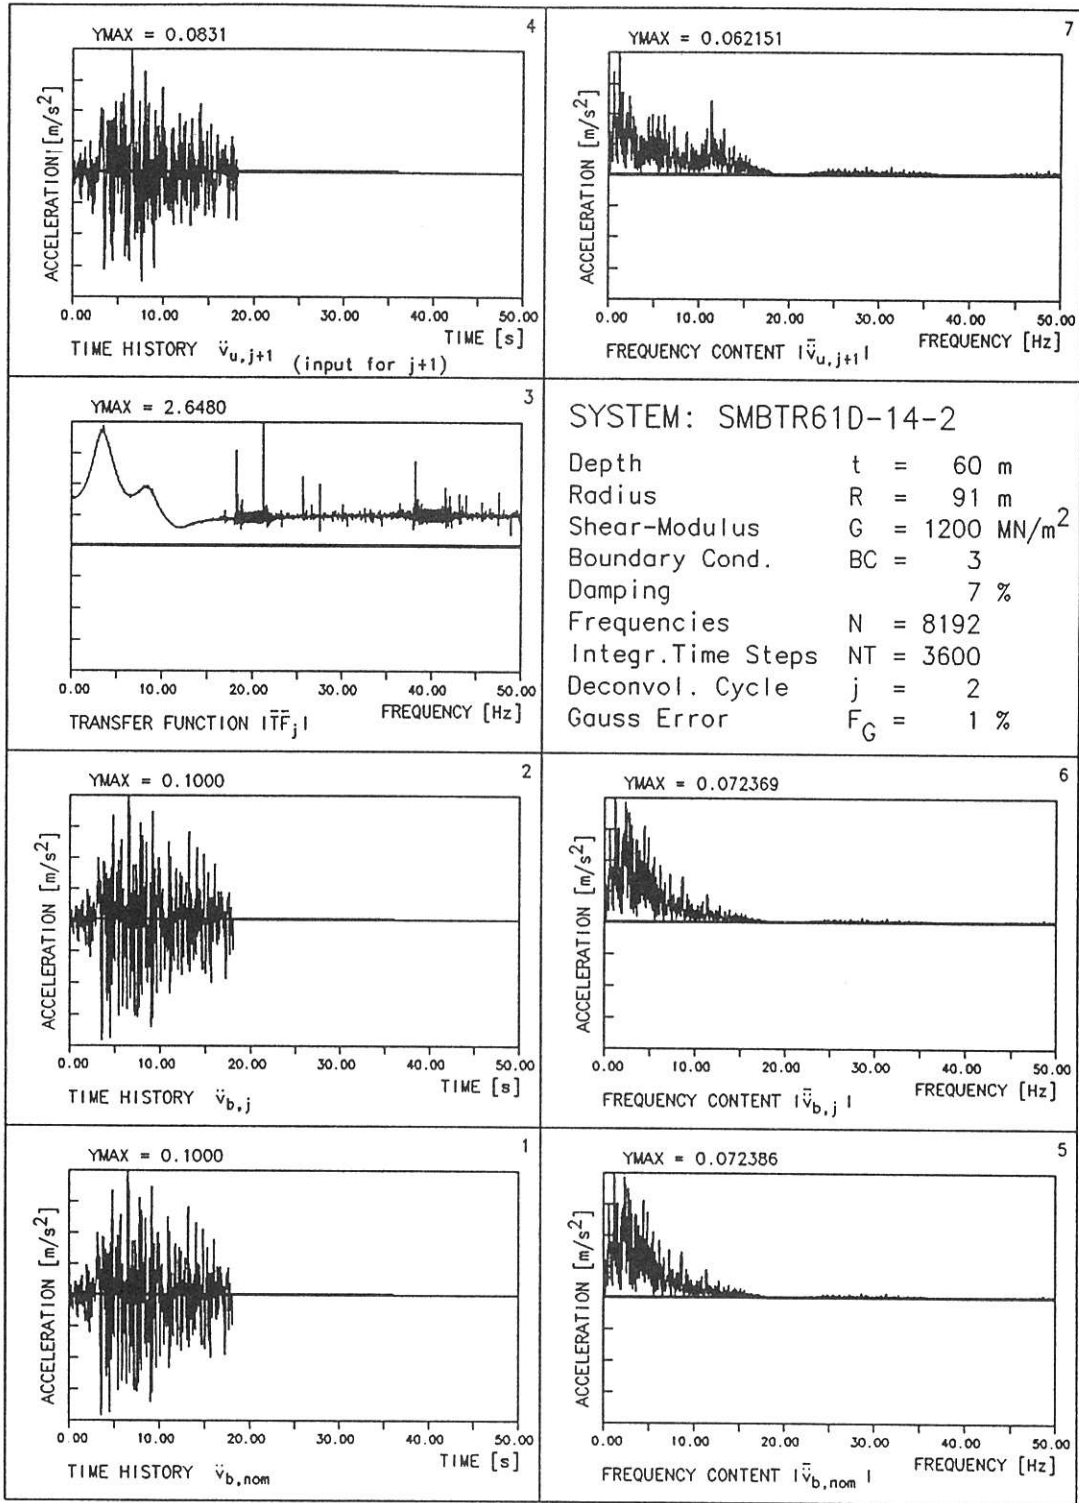 4
YMAX = 0.0831
ACCELERATION [m/s²]
0.00 10.00 20.00 30.00 40.00 50.00
TIME [s]
TIME HISTORY v̈u,j+1 (input for j+1)
7
YMAX = 0.062151
ACCELERATION [m/s²]
0.00 10.00 20.00 30.00 40.00 50.00
FREQUENCY [Hz]
FREQUENCY CONTENT |v̈̄u,j+1|
3
YMAX = 2.6480
0.00 10.00 20.00 30.00 40.00 50.00
FREQUENCY [Hz]
TRANSFER FUNCTION |T̄F̄j|
SYSTEM: SMBTR61D-14-2
Depth t = 60 m
Radius R = 91 m
Shear-Modulus G = 1200 MN/m²
Boundary Cond. BC = 3
Damping 7 %
Frequencies N = 8192
Integr.Time Steps NT = 3600
Deconvol. Cycle j = 2
Gauss Error FG = 1 %
2
YMAX = 0.1000
ACCELERATION [m/s²]
0.00 10.00 20.00 30.00 40.00 50.00
TIME [s]
TIME HISTORY v̈b,j
6
YMAX = 0.072369
ACCELERATION [m/s²]
0.00 10.00 20.00 30.00 40.00 50.00
FREQUENCY [Hz]
FREQUENCY CONTENT |v̈̄b,j|
1
YMAX = 0.1000
ACCELERATION [m/s²]
0.00 10.00 20.00 30.00 40.00 50.00
TIME [s]
TIME HISTORY v̈b,nom
5
YMAX = 0.072386
ACCELERATION [m/s²]
0.00 10.00 20.00 30.00 40.00 50.00
FREQUENCY [Hz]
FREQUENCY CONTENT |v̈̄b,nom|